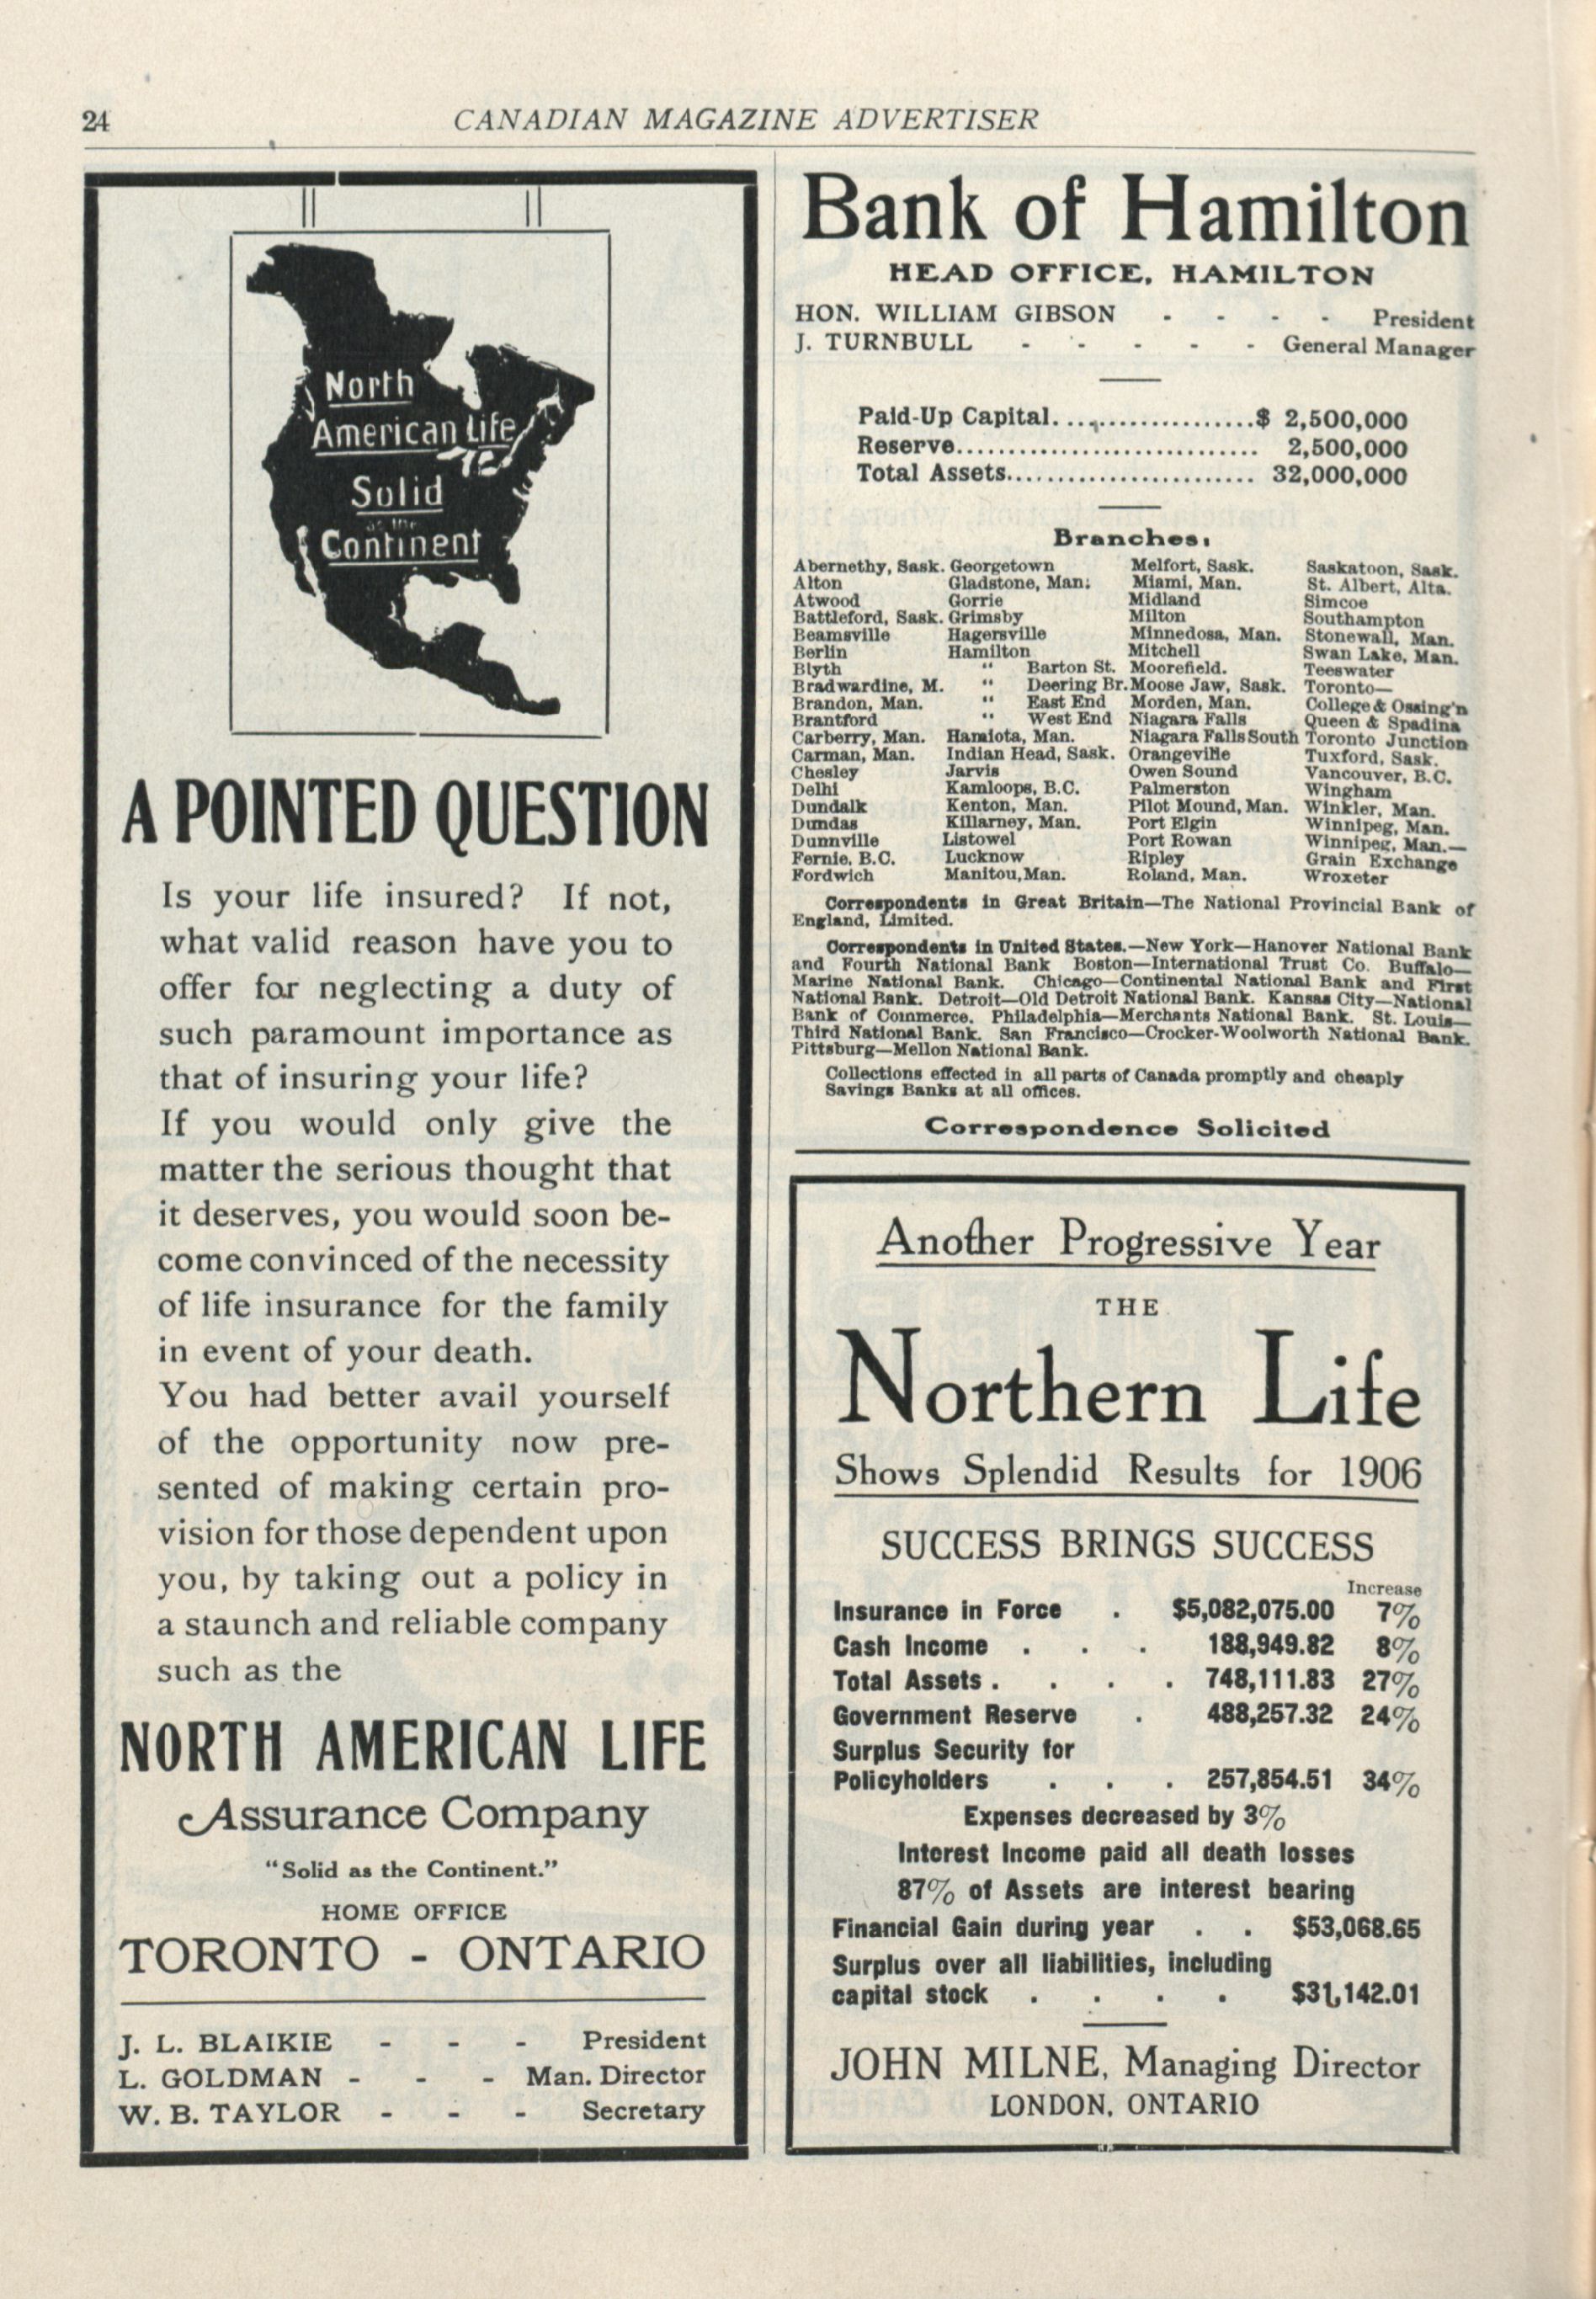 24
CANADIAN MAGAZINE ADVERTISER
North
American Life
Solid
as the
Continent
A POINTED QUESTION
Is your life insured? If not,
what valid reason have you to
offer for neglecting a duty of
such paramount importance as
that of insuring your life?
If you would only give the
matter the serious thought that
it deserves, you would soon be-
come convinced of the necessity
of life insurance for the family
in event of your death.
You had better avail yourself
of the opportunity now pre-
sented of making certain pro-
vision for those dependent upon
you, by taking out a policy in
a staunch and reliable company
such as the
NORTH AMERICAN LIFE
Assurance Company
"Solid as the Continent."
HOME OFFICE
TORONTO - ONTARIO
J. L. BLAIKIE - - - President
L. GOLDMAN - - - Man. Director
W. B. TAYLOR - - - Secretary
Bank of Hamilton
HEAD OFFICE, HAMILTON
HON. WILLIAM GIBSON - - - - President
J. TURNBULL - - - - - General Manager
Paid-Up Capital....................$ 2,500,000
Reserve............................. 2,500,000
Total Assets........................ 32,000,000
Branches:
Abernethy, Sask. Georgetown Melfort, Sask. Saskatoon, Sask.
Alton Gladstone, Man. Miami, Man. St. Albert, Alta.
Atwood Gorrie Midland Simcoe
Battleford, Sask. Grimsby Milton Southampton
Beamsville Hagersville Minnedosa, Man. Stonewall, Man.
Berlin Hamilton Mitchell Swan Lake, Man.
Blyth " Barton St. Moorefield. Teeswater
Bradwardine, M. " Deering Br. Moose Jaw, Sask. Toronto—
Brandon, Man. " East End Morden, Man. College & Ossing'n
Brantford " West End Niagara Falls Queen & Spadina
Carberry, Man. Hamiota, Man. Niagara Falls South Toronto Junction
Carman, Man. Indian Head, Sask. Orangeville Tuxford, Sask.
Chesley Jarvis Owen Sound Vancouver, B.C.
Delhi Kamloops, B.C. Palmerston Wingham
Dundalk Kenton, Man. Pilot Mound, Man. Winkler, Man.
Dundas Killarney, Man. Port Elgin Winnipeg, Man.
Dunnville Listowel Port Rowan Winnipeg, Man.—
Fernie, B.C. Lucknow Ripley Grain Exchange
Fordwich Manitou, Man. Roland, Man. Wroxeter
Correspondents in Great Britain—The National Provincial Bank of
England, Limited.
Correspondents in United States.—New York—Hanover National Bank
and Fourth National Bank Boston—International Trust Co. Buffalo—
Marine National Bank. Chicago—Continental National Bank and First
National Bank. Detroit—Old Detroit National Bank. Kansas City—National
Bank of Commerce. Philadelphia—Merchants National Bank. St. Louis—
Third National Bank. San Francisco—Crocker-Woolworth National Bank.
Pittsburg—Mellon National Bank.
Collections effected in all parts of Canada promptly and cheaply
Savings Banks at all offices.
Correspondence Solicited
Another Progressive Year
THE
Northern Life
Shows Splendid Results for 1906
SUCCESS BRINGS SUCCESS
Increase
Insurance in Force . $5,082,075.00 7%
Cash Income . . . 188,949.82 8%
Total Assets . . . . 748,111.83 27%
Government Reserve . 488,257.32 24%
Surplus Security for
Policyholders . . . 257,854.51 34%
Expenses decreased by 3%
Interest Income paid all death losses
87% of Assets are interest bearing
Financial Gain during year . . $53,068.65
Surplus over all liabilities, including
capital stock . . . . $31,142.01
JOHN MILNE, Managing Director
LONDON, ONTARIO